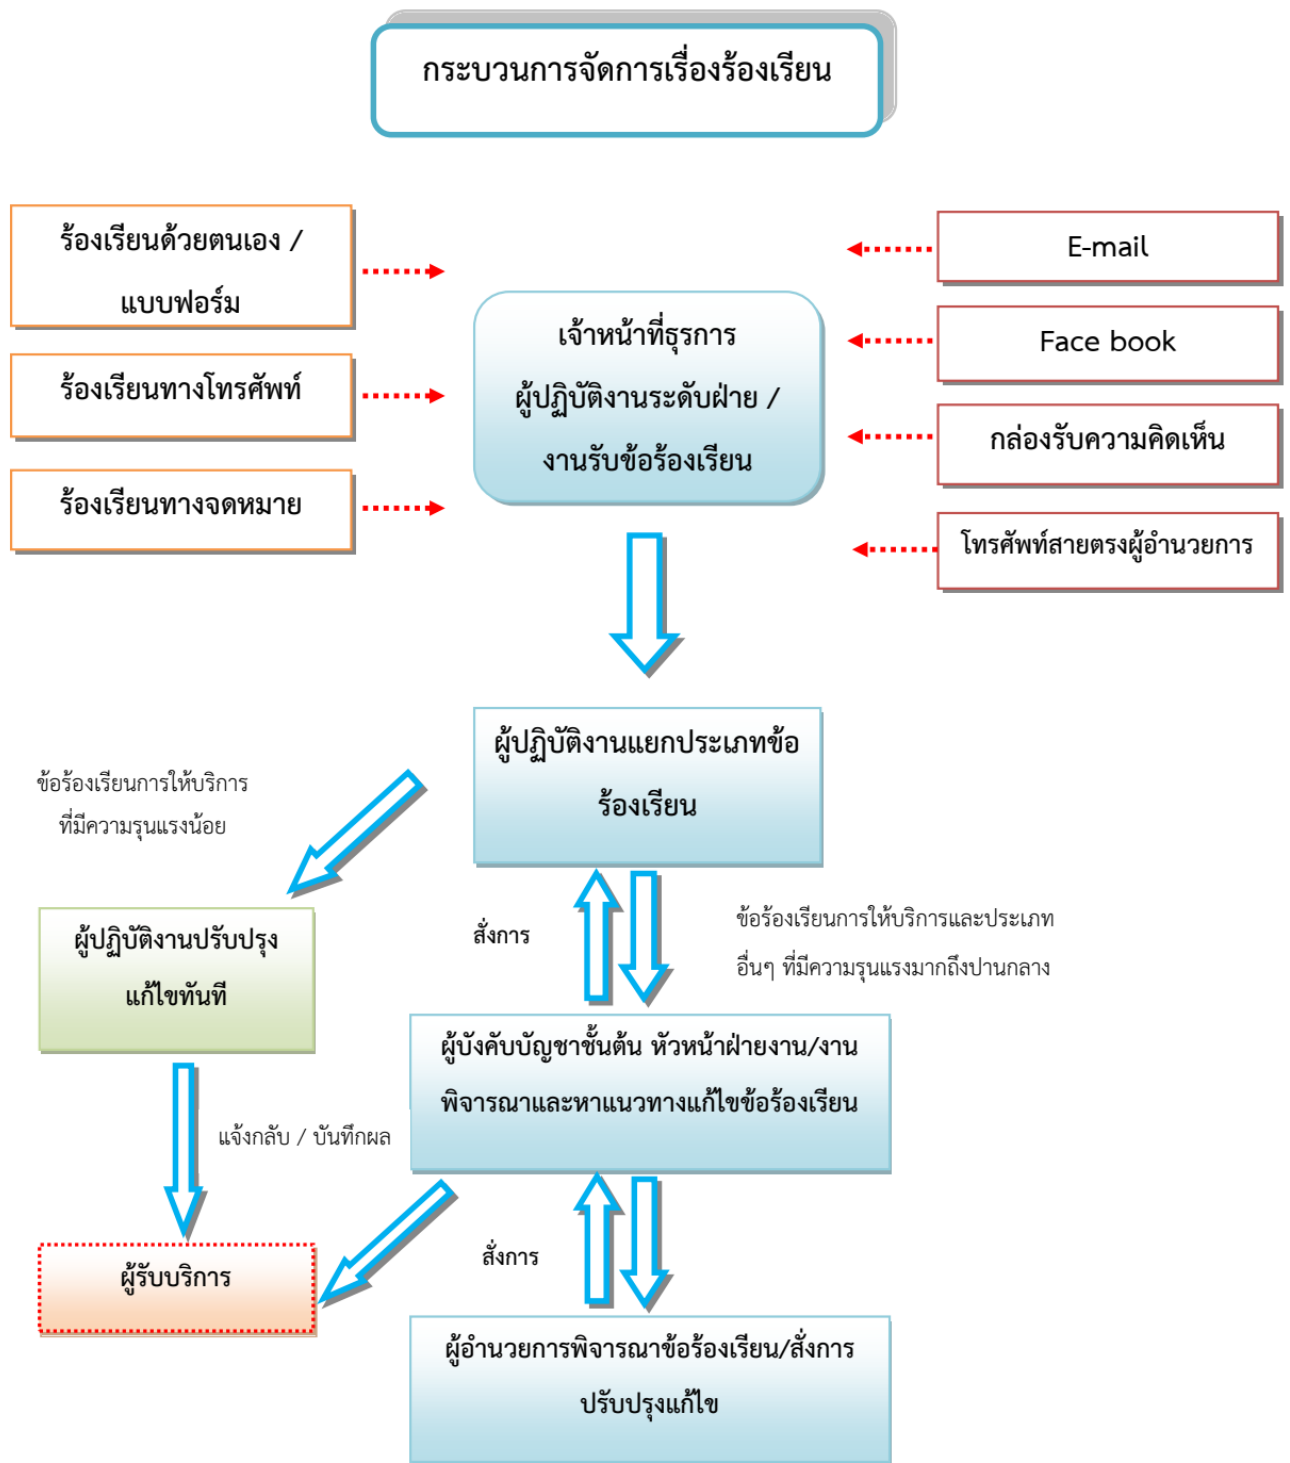 กระบวนการจัดการเรื่องร้องเรียน
ร้องเรียนด้วยตนเอง /
แบบฟอร์ม
ร้องเรียนทางโทรศัพท์
ร้องเรียนทางจดหมาย
เจ้าหน้าที่ธุรการ
ผู้ปฏิบัติงานระดับฝ่าย /
งานรับข้อร้องเรียน
E-mail
Face book
กล่องรับความคิดเห็น
โทรศัพท์สายตรงผู้อำนวยการ
ผู้ปฏิบัติงานแยกประเภทข้อ
ร้องเรียน
ข้อร้องเรียนการให้บริการ
ที่มีความรุนแรงน้อย
สั่งการ
ข้อร้องเรียนการให้บริการและประเภท
อื่นๆ ที่มีความรุนแรงมากถึงปานกลาง
ผู้ปฏิบัติงานปรับปรุง
แก้ไขทันที
ผู้บังคับบัญชาชั้นต้น หัวหน้าฝ่ายงาน/งาน
พิจารณาและหาแนวทางแก้ไขข้อร้องเรียน
แจ้งกลับ / บันทึกผล
สั่งการ
ผู้รับบริการ
ผู้อำนวยการพิจารณาข้อร้องเรียน/สั่งการ
ปรับปรุงแก้ไข